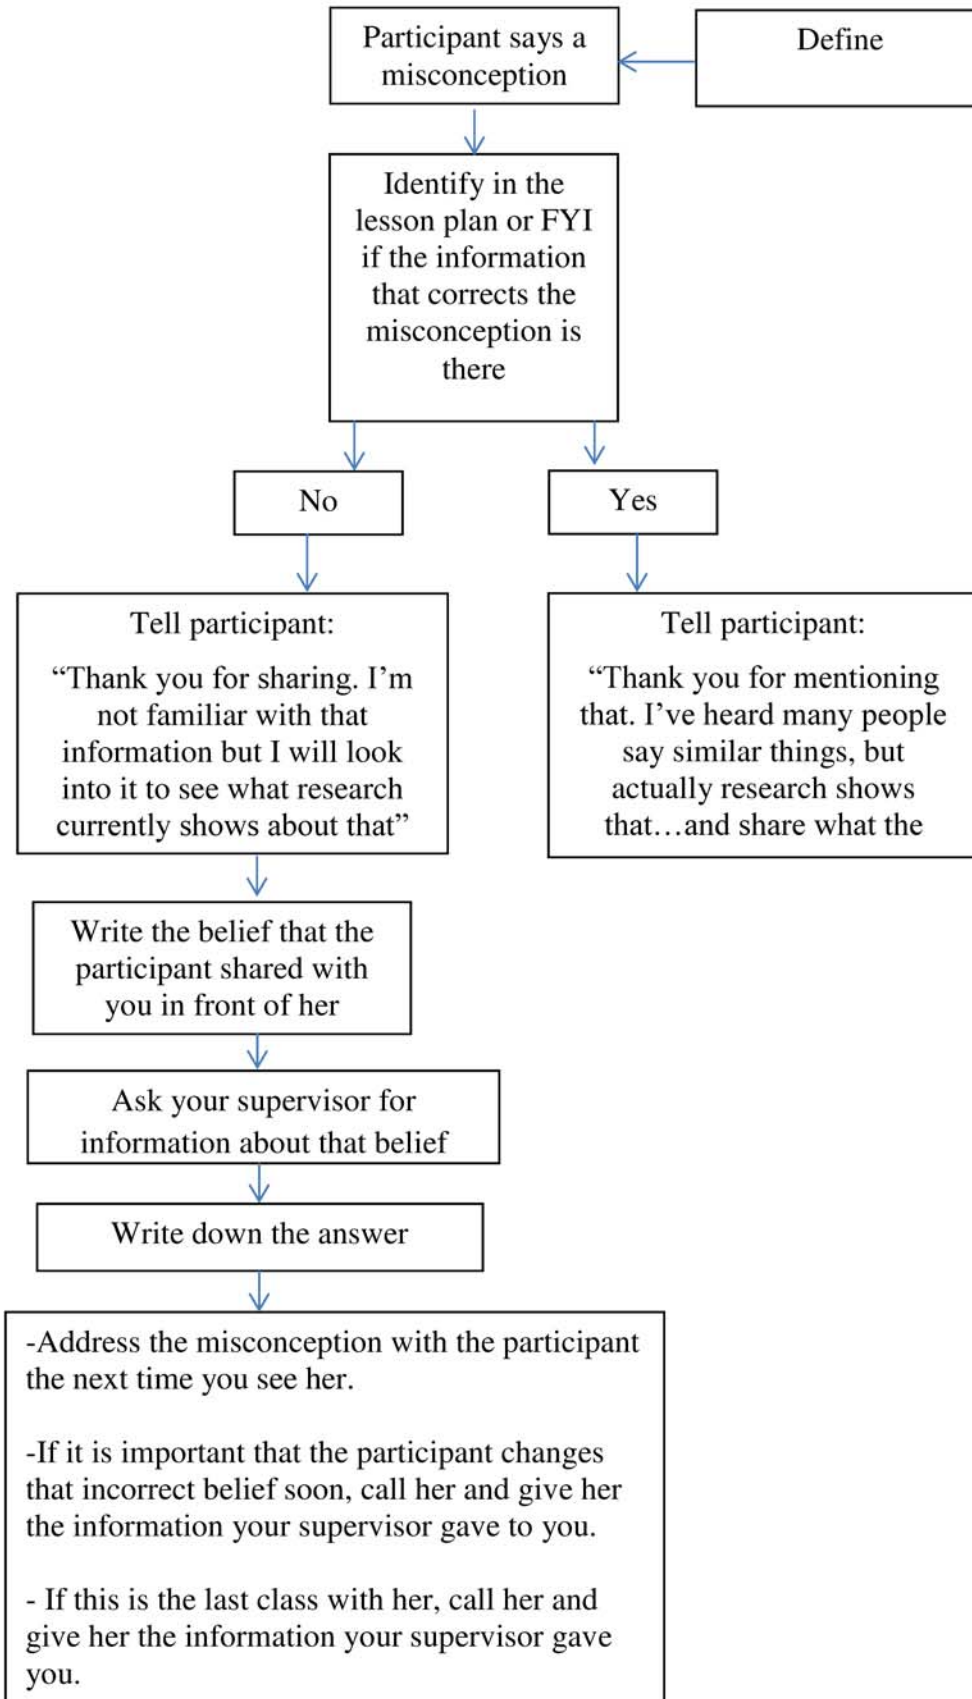 Participant says a
misconception
Define
Identify in the
lesson plan or FYI
if the information
that corrects the
misconception is
there
No
Yes
Tell participant:
“Thank you for sharing. I’m
not familiar with that
information but I will look
into it to see what research
currently shows about that”
Tell participant:
“Thank you for mentioning
that. I’ve heard many people
say similar things, but
actually research shows
that…and share what the
Write the belief that the
participant shared with
you in front of her
Ask your supervisor for
information about that belief
Write down the answer
-Address the misconception with the participant
the next time you see her.
-If it is important that the participant changes
that incorrect belief soon, call her and give her
the information your supervisor gave to you.
- If this is the last class with her, call her and
give her the information your supervisor gave
you.